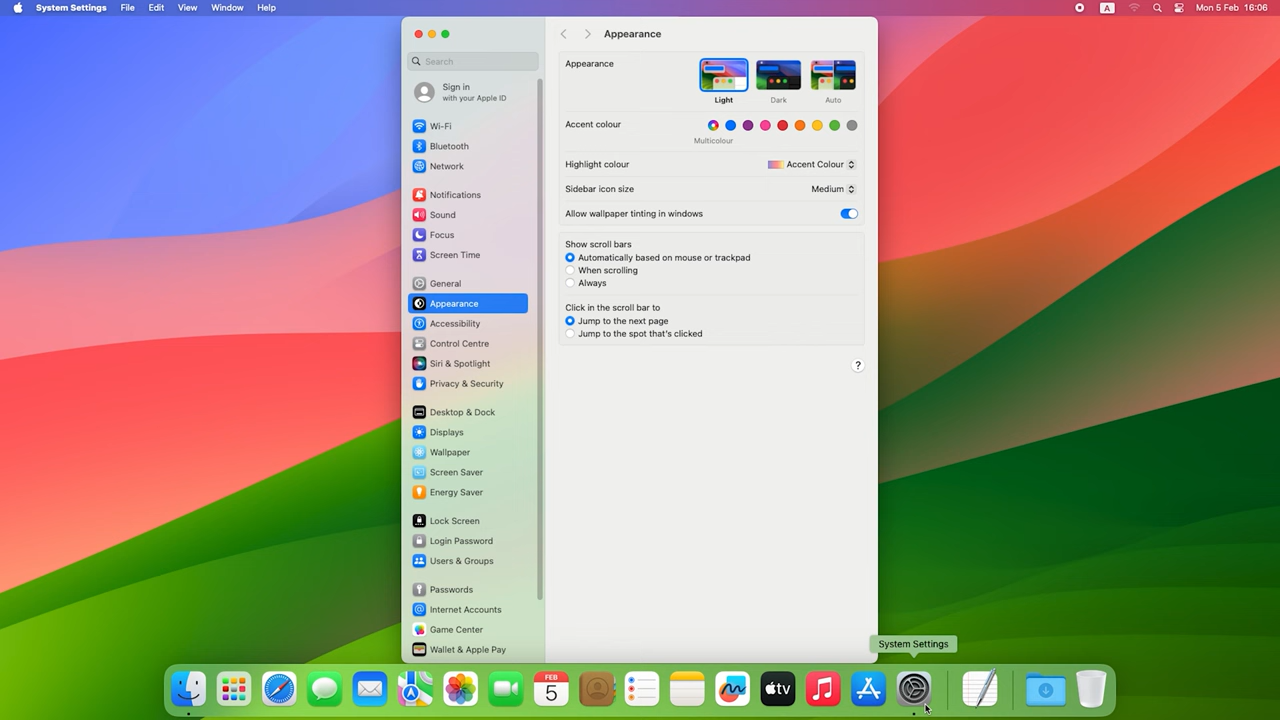 System Settings File Edit View Window Help A Mon 5 Feb 16:06
Search
Sign in
with your Apple ID
Wi-Fi
Bluetooth
Network
Notifications
Sound
Focus
Screen Time
General
Appearance
Accessibility
Control Centre
Siri & Spotlight
Privacy & Security
Desktop & Dock
Displays
Wallpaper
Screen Saver
Energy Saver
Lock Screen
Login Password
Users & Groups
Passwords
Internet Accounts
Game Center
Wallet & Apple Pay
Appearance
Appearance
Light Dark Auto
Accent colour
Multicolour
Highlight colour Accent Colour
Sidebar icon size Medium
Allow wallpaper tinting in windows
Show scroll bars
Automatically based on mouse or trackpad
When scrolling
Always
Click in the scroll bar to
Jump to the next page
Jump to the spot that's clicked
?
System Settings
FEB
5
tv